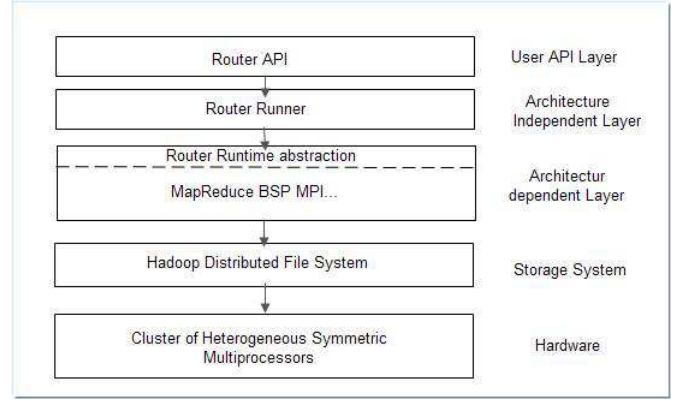 Router API
User API Layer
Router Runner
Architecture
Independent Layer
Router Runtime abstraction
MapReduce BSP MPI...
Architectur
dependent Layer
Hadoop Distributed File System
Storage System
Cluster of Heterogeneous Symmetric
Multiprocessors
Hardware